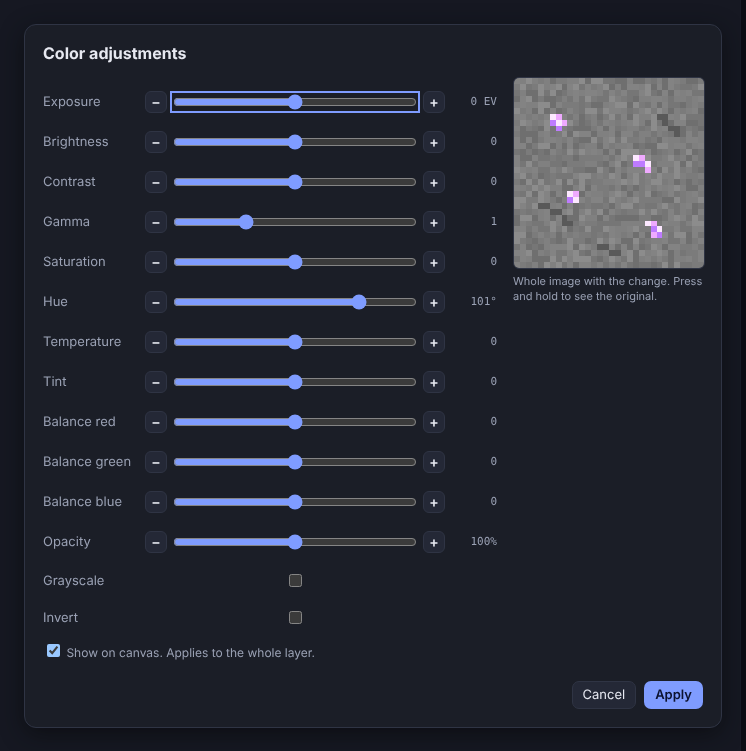 Color adjustments
Exposure − + 0 EV
Brightness − + 0
Contrast − + 0
Gamma − + 1
Saturation − + 0
Hue − + 101°
Temperature − + 0
Tint − + 0
Balance red − + 0
Balance green − + 0
Balance blue − + 0
Opacity − + 100%
Grayscale
Invert
Show on canvas. Applies to the whole layer.
Whole image with the change. Press
and hold to see the original.
Cancel Apply